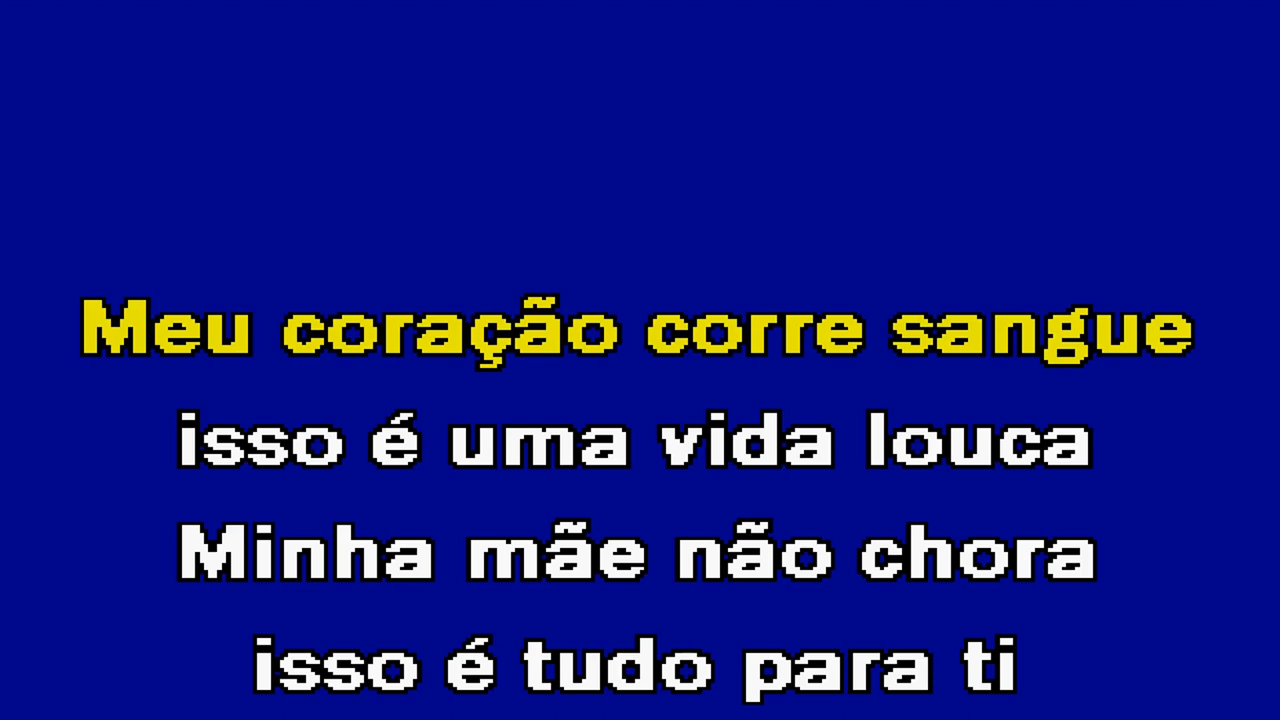 Meu coração corre sangue
isso é uma vida louca
Minha mãe não chora
isso é tudo para ti